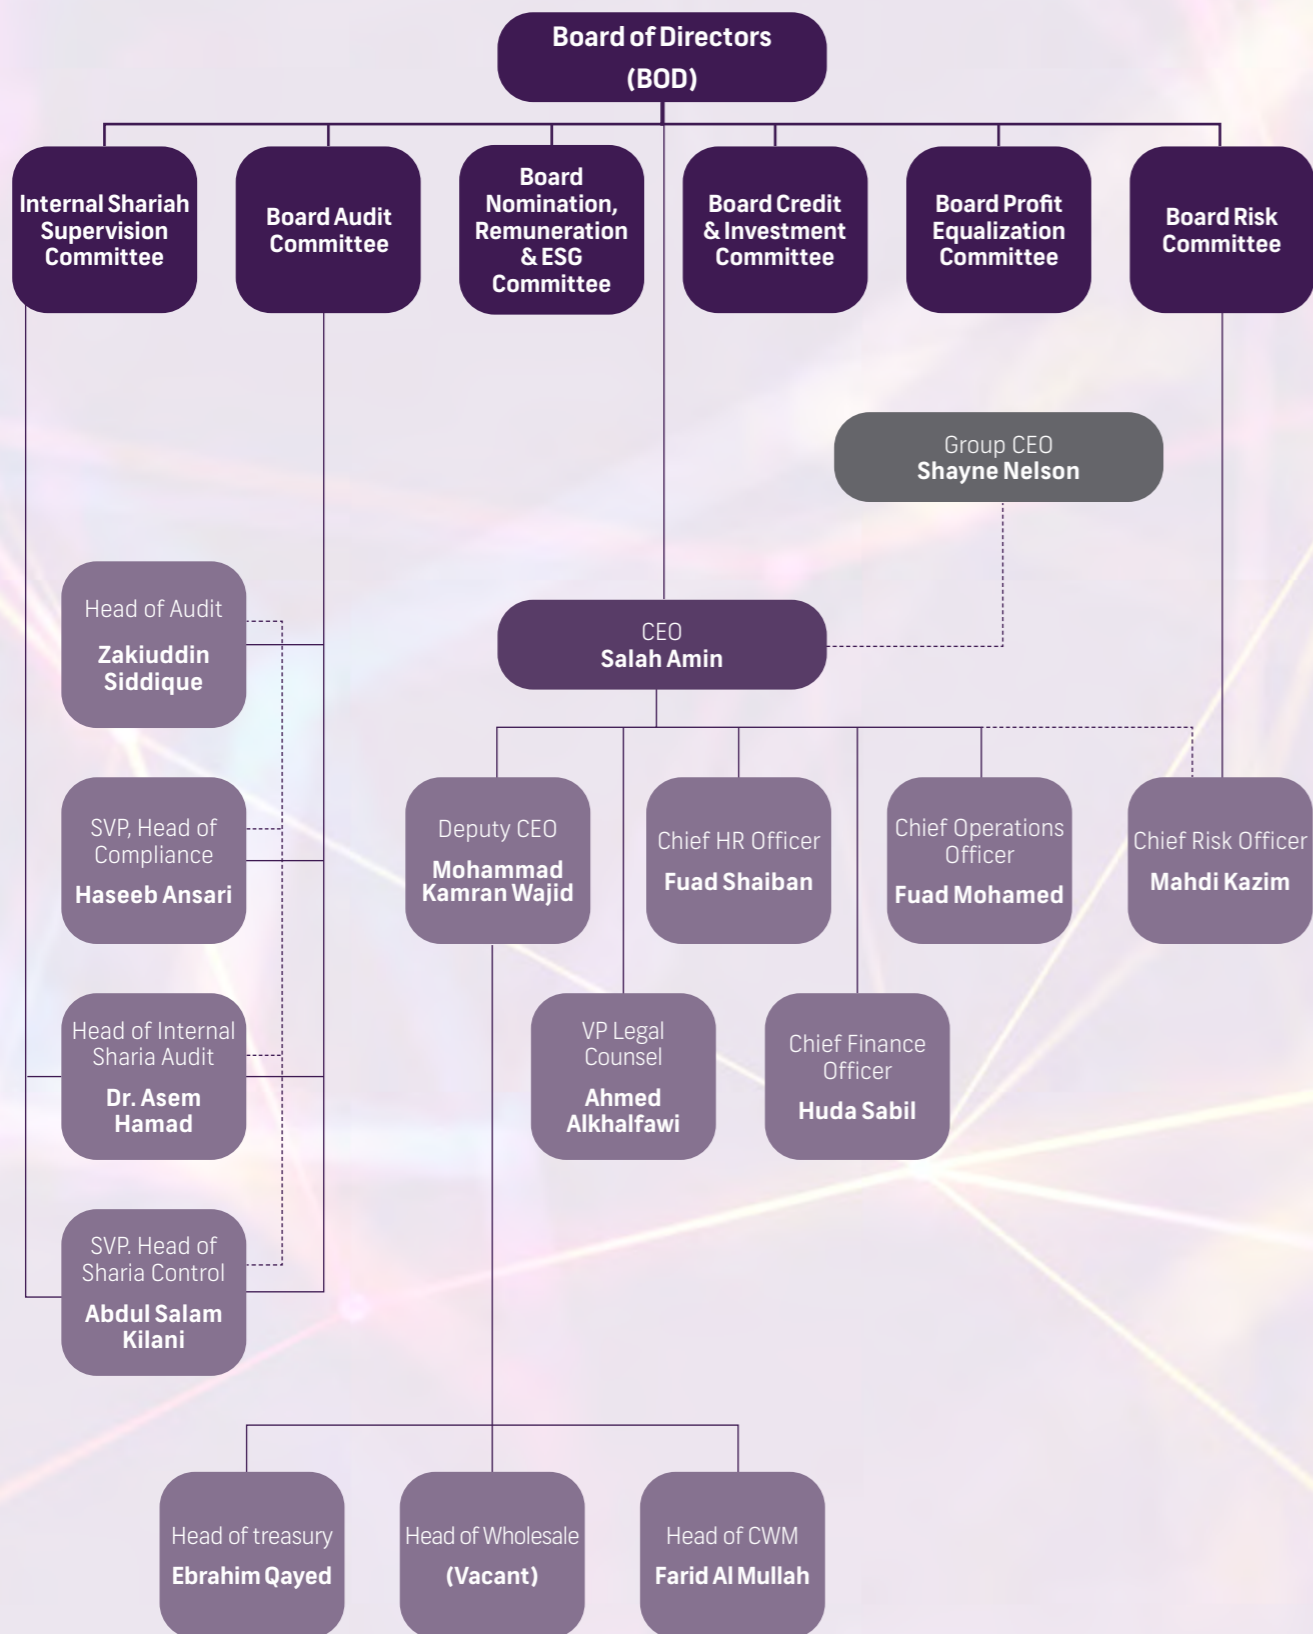 Board of Directors
(BOD)
Internal Shariah
Supervision
Committee
Board Audit
Committee
Board
Nomination,
Remuneration
& ESG
Committee
Board Credit
& Investment
Committee
Board Profit
Equalization
Committee
Board Risk
Committee
Group CEO
Shayne Nelson
Head of Audit
Zakiuddin
Siddique
CEO
Salah Amin
SVP, Head of
Compliance
Haseeb Ansari
Deputy CEO
Mohammad
Kamran Wajid
Chief HR Officer
Fuad Shaiban
Chief Operations
Officer
Fuad Mohamed
Chief Risk Officer
Mahdi Kazim
Head of Internal
Sharia Audit
Dr. Asem
Hamad
VP Legal
Counsel
Ahmed
Alkhalfawi
Chief Finance
Officer
Huda Sabil
SVP. Head of
Sharia Control
Abdul Salam
Kilani
Head of treasury
Ebrahim Qayed
Head of Wholesale
(Vacant)
Head of CWM
Farid Al Mullah